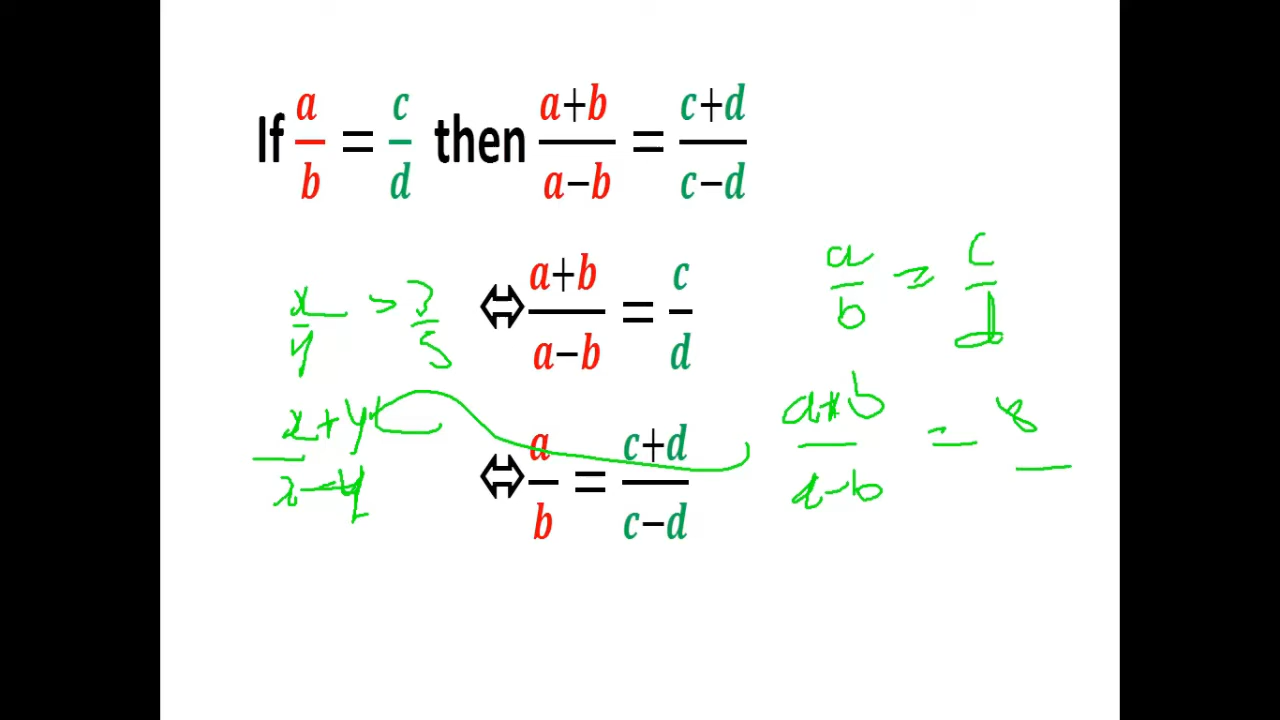 If a/b = c/d then a+b/a−b = c+d/c−d
a/b = c/d
x/y = 3/5
⇔ a+b/a−b = c/d
x+y/x−y
a+b/a−b = 8/
⇔ a/b = c+d/c−d